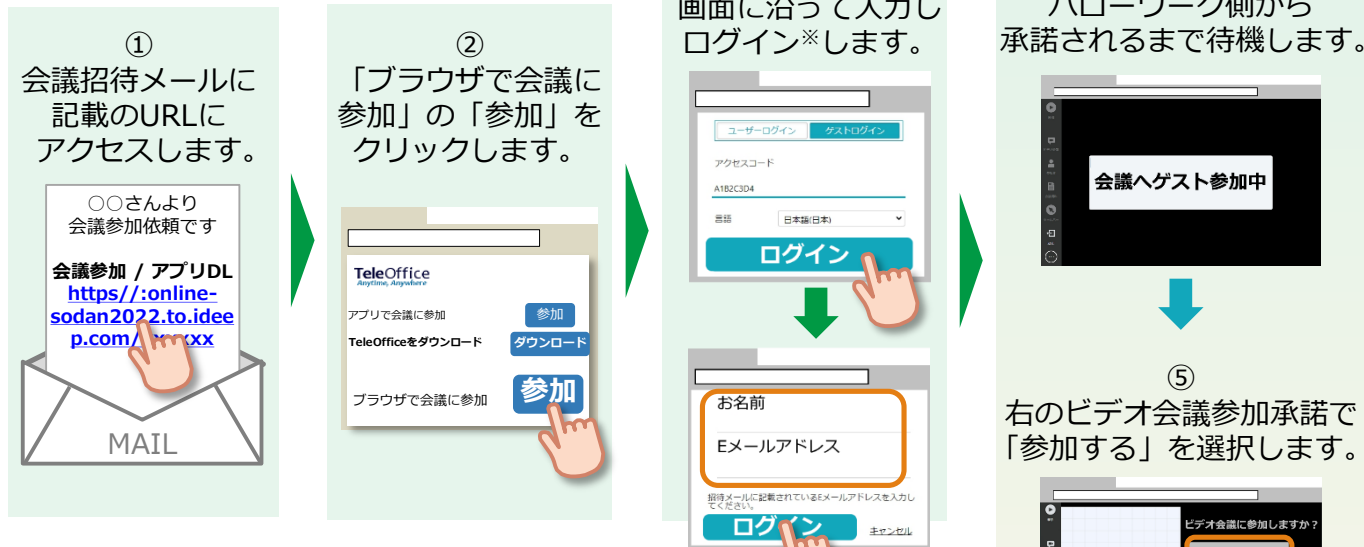 ①
会議招待メールに
記載のURLに
アクセスします。
○○さんより
会議参加依頼です
会議参加 / アプリDL
https//:online-
sodan2022.to.idee
p.com/
MAIL
②
「ブラウザで会議に
参加」の「参加」を
クリックします。
TeleOffice
Anytime, Anywhere
アプリで会議に参加 参加
TeleOfficeをダウンロード ダウンロード
ブラウザで会議に参加 参加
画面に沿って入力し
ログイン※します。
ユーザーログイン ゲストログイン
アクセスコード
A1B2C3D4
言語 日本語(日本)
ログイン
お名前
Eメールアドレス
招待メールに記載されているEメールアドレスを入力し
てください。
ログイン キャンセル
ハローワーク側から
承諾されるまで待機します。
会議へゲスト参加中
⑤
右のビデオ会議参加承諾で
「参加する」を選択します。
ビデオ会議に参加しますか？